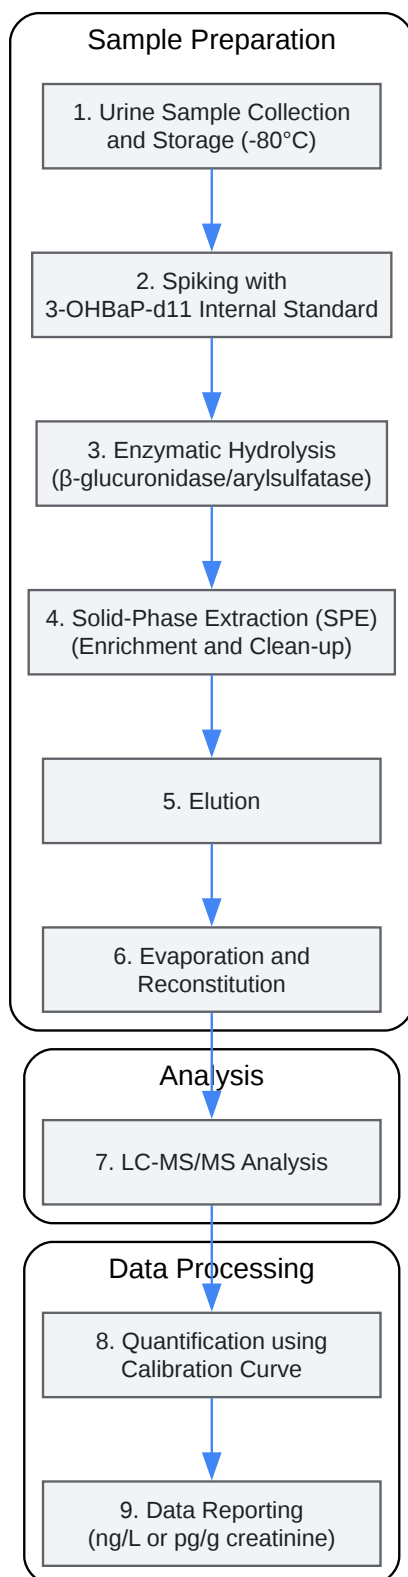 Sample Preparation
1. Urine Sample Collection
and Storage (-80°C)
2. Spiking with
3-OHBaP-d11 Internal Standard
3. Enzymatic Hydrolysis
(β-glucuronidase/arylsulfatase)
4. Solid-Phase Extraction (SPE)
(Enrichment and Clean-up)
5. Elution
6. Evaporation and
Reconstitution
Analysis
7. LC-MS/MS Analysis
Data Processing
8. Quantification using
Calibration Curve
9. Data Reporting
(ng/L or pg/g creatinine)